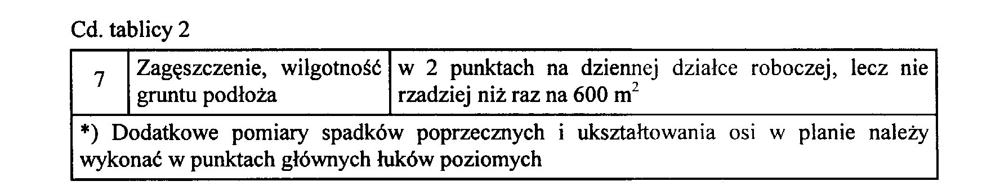 Cd. tablicy 2
7
Zagęszczenie, wilgotność
gruntu podłoża
w 2 punktach na dziennej działce roboczej, lecz nie
rzadziej niż raz na 600 m²
*) Dodatkowe pomiary spadków poprzecznych i ukształtowania osi w planie należy
wykonać w punktach głównych łuków poziomych